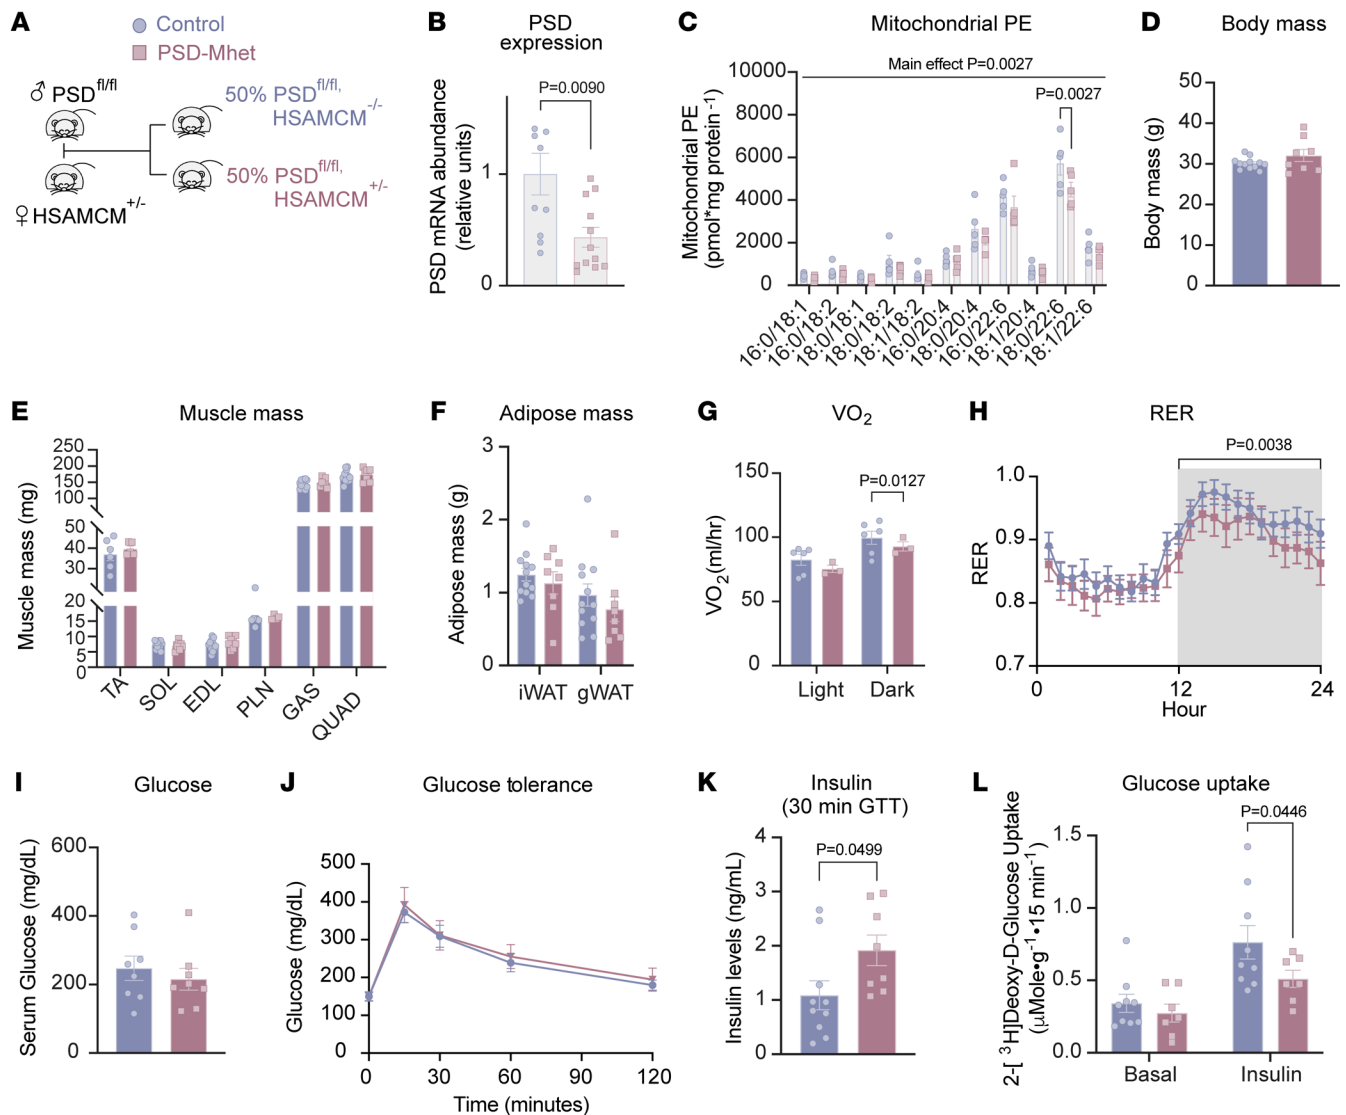 A
Control
PSD-Mhet
♂ PSD^fl/fl
50% PSD^fl/fl,
HSAMCM^-/-
50% PSD^fl/fl,
HSAMCM^+/-
♀ HSAMCM^+/-
B
PSD
expression
P=0.0090
PSD mRNA abundance
(relative units)
1
0
C
Mitochondrial PE
Main effect P=0.0027
P=0.0027
Mitochondrial PE
(pmol*mg protein^-1)
10000
8000
6000
4000
2000
0
16:0/18:1
16:0/18:2
18:0/18:1
18:0/18:2
18:1/18:2
16:0/20:4
18:0/20:4
16:0/22:6
18:1/20:4
18:0/22:6
18:1/22:6
D
Body mass
Body mass (g)
50
40
30
20
10
0
E
Muscle mass
Muscle mass (mg)
250
200
150
100
50
40
30
20
15
10
5
0
TA
SOL
EDL
PLN
GAS
QUAD
F
Adipose mass
Adipose mass (g)
3
2
1
0
iWAT gWAT
G
VO₂
P=0.0127
VO₂(ml/hr)
150
100
50
0
Light Dark
H
RER
P=0.0038
RER
1.0
0.9
0.8
0.7
0 12 24
Hour
I
Glucose
Serum Glucose (mg/dL)
600
400
200
0
J
Glucose tolerance
Glucose (mg/dL)
500
400
300
200
100
0
0 30 60 90 120
Time (minutes)
K
Insulin
(30 min GTT)
P=0.0499
Insulin levels (ng/mL)
4
3
2
1
0
L
Glucose uptake
P=0.0446
2-[ ³H]Deoxy-D-Glucose Uptake
(µMole•g⁻¹•15 min⁻¹)
1.5
1.0
0.5
0.0
Basal Insulin